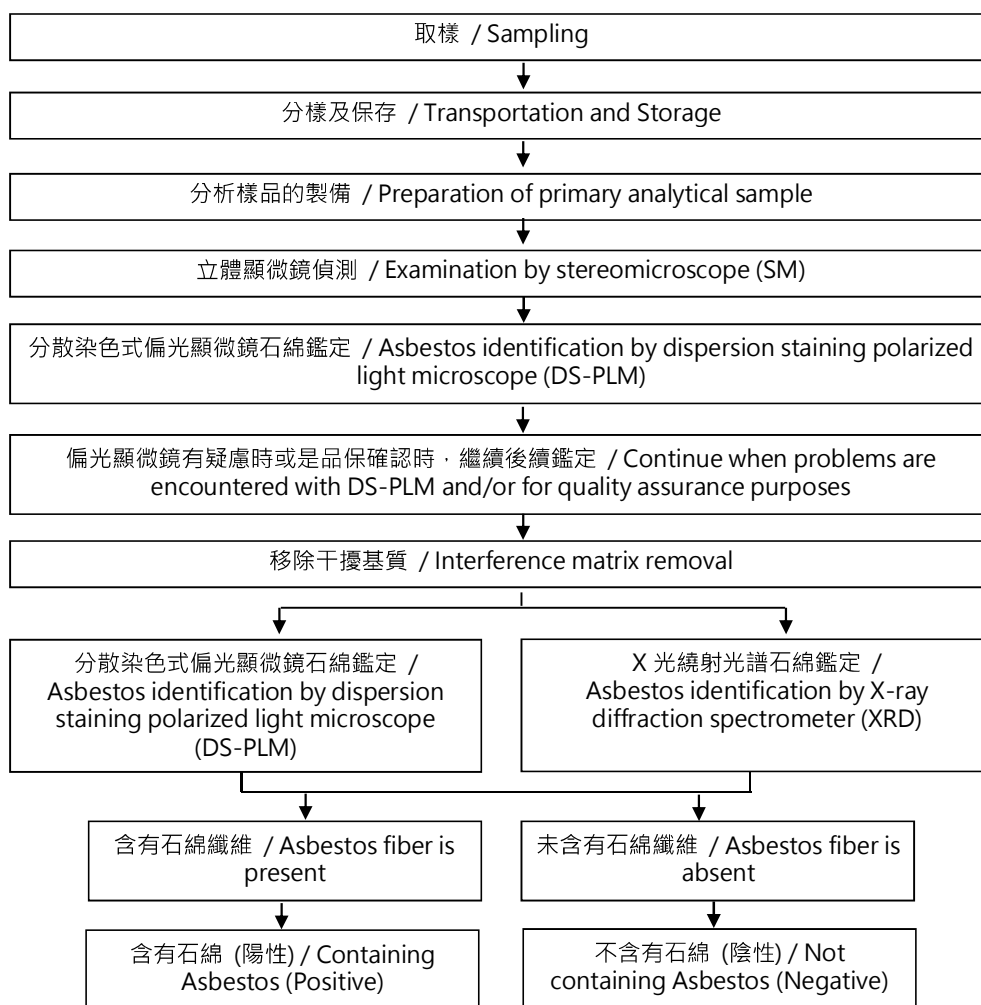 取樣 / Sampling
分樣及保存 / Transportation and Storage
分析樣品的製備 / Preparation of primary analytical sample
立體顯微鏡偵測 / Examination by stereomicroscope (SM)
分散染色式偏光顯微鏡石綿鑑定 / Asbestos identification by dispersion staining polarized
light microscope (DS-PLM)
偏光顯微鏡有疑慮時或是品保確認時，繼續後續鑑定 / Continue when problems are
encountered with DS-PLM and/or for quality assurance purposes
移除干擾基質 / Interference matrix removal
分散染色式偏光顯微鏡石綿鑑定 /
Asbestos identification by dispersion
staining polarized light microscope
(DS-PLM)
X 光繞射光譜石綿鑑定 /
Asbestos identification by X-ray
diffraction spectrometer (XRD)
含有石綿纖維 / Asbestos fiber is
present
未含有石綿纖維 / Asbestos fiber is
absent
含有石綿 (陽性) / Containing
Asbestos (Positive)
不含有石綿 (陰性) / Not
containing Asbestos (Negative)